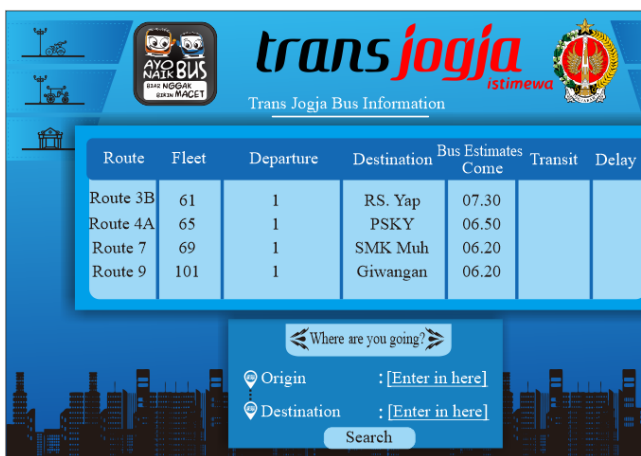 AYO
NAIK BUS
BIAR NGGAK
BIKIN MACET
trans jogja
istimewa
Trans Jogja Bus Information
Route Fleet Departure Destination Bus Estimates Come Transit Delay
Route 3B 61 1 RS. Yap 07.30
Route 4A 65 1 PSKY 06.50
Route 7 69 1 SMK Muh 06.20
Route 9 101 1 Giwangan 06.20
Where are you going?
Origin : [Enter in here]
Destination : [Enter in here]
Search